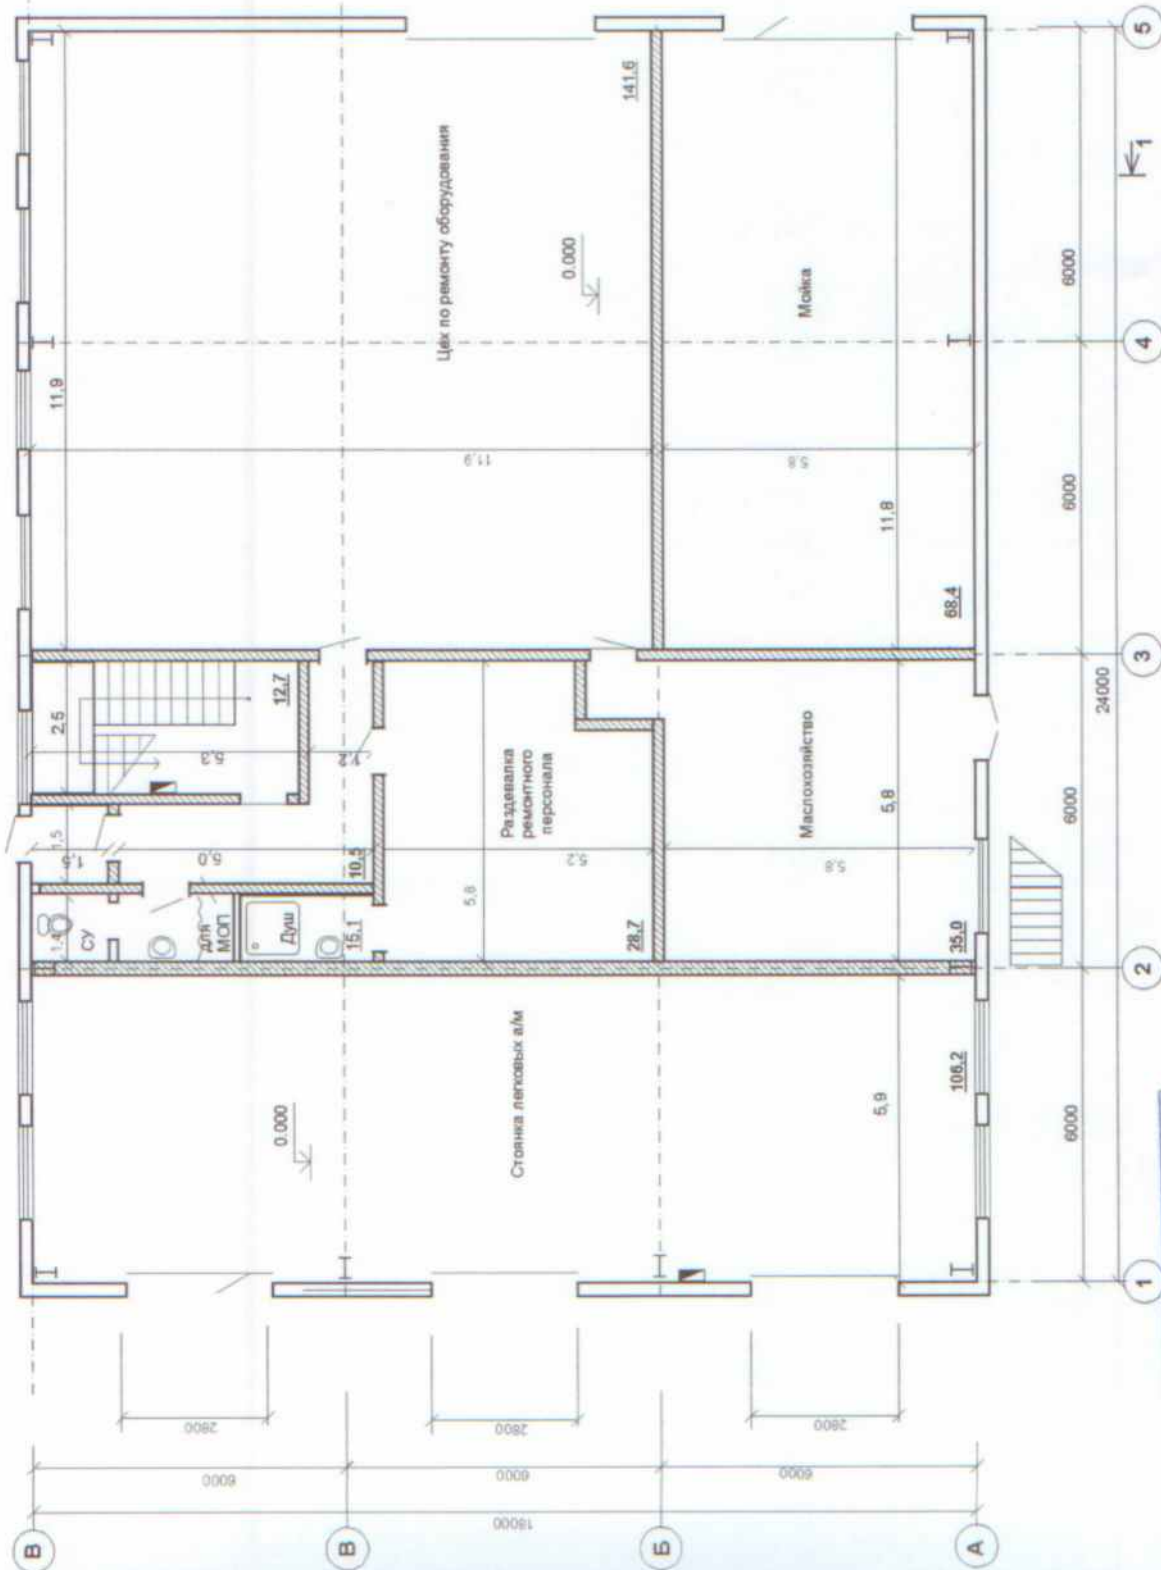 В
В
Б
А
18000
6000
6000
6000
2800
2800
2800
1
2
3
4
5
24000
6000
6000
6000
6000
1
Стоянка легковых а/м
0.000
5,9
106,2
СУ
1,4
для
МОП
Душ
15,1
1,5
1,5
5,0
10,5
2,5
12,7
1,2
Раздевалка
ремонтного
персонала
5,8
5,2
28,7
Маслохозяйство
5,8
5,8
Цех по ремонту оборудования
0.000
11,9
11,9
141,6
Мойка
5,8
11,8
68,4